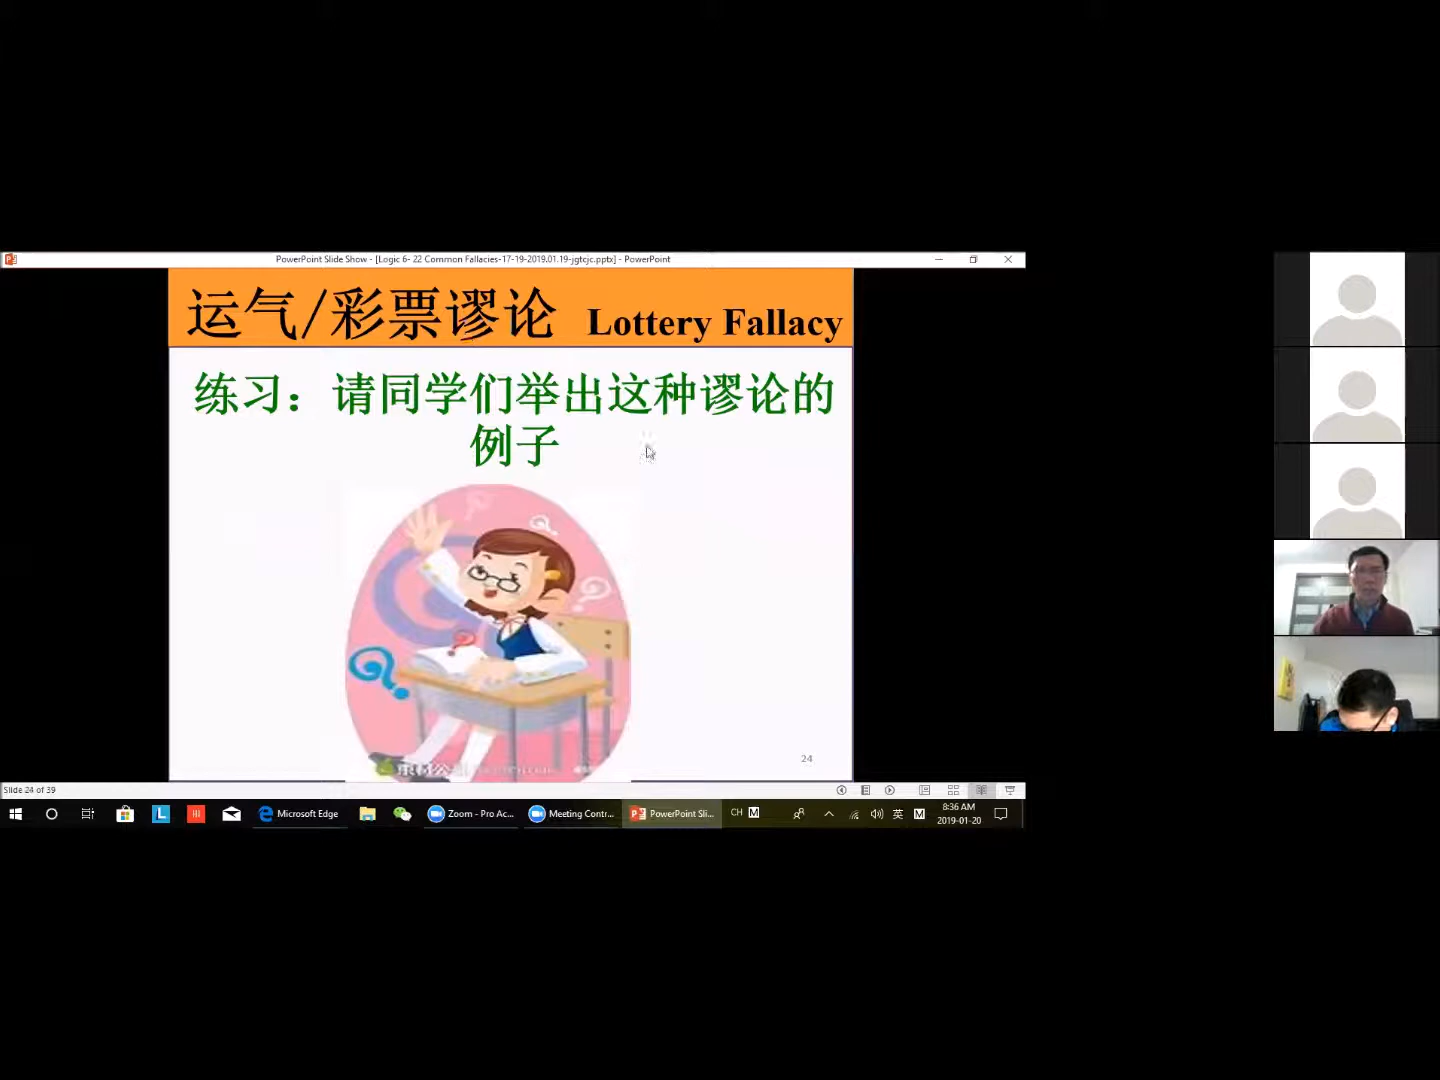 PowerPoint Slide Show - [Logic 6- 22 Common Fallacies-17-19-2019.01.19-jgtcjc.pptx] - PowerPoint
运气/彩票谬论 Lottery Fallacy
练习：请同学们举出这种谬论的
例子
24
Slide 24 of 39
Microsoft Edge
Zoom - Pro Ac...
Meeting Contr...
PowerPoint Sli...
CH M
英
M
8:36 AM
2019-01-20